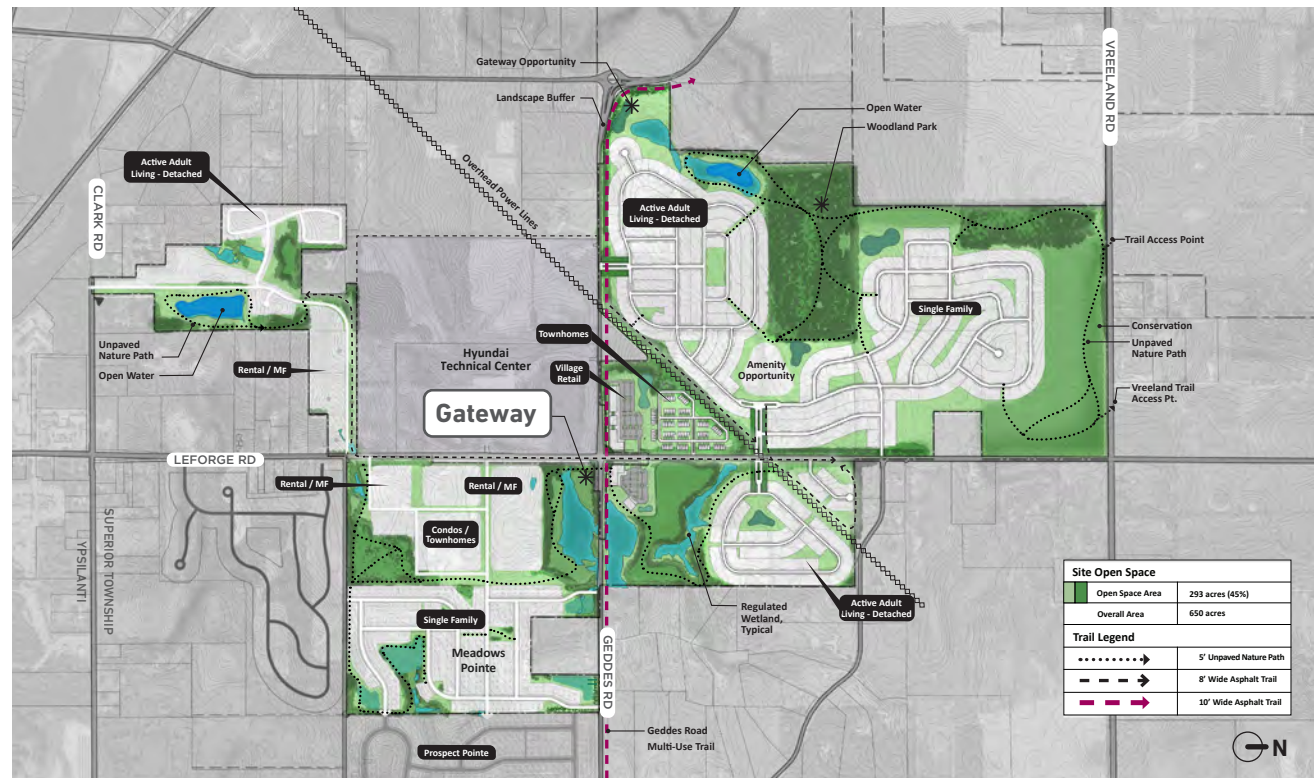 Gateway Opportunity
Landscape Buffer
Open Water
Woodland Park
VREELAND RD
Active Adult
Living - Detached
CLARK RD
Overhead Power Lines
Active Adult
Living - Detached
Trail Access Point
Single Family
Conservation
Unpaved
Nature Path
Unpaved
Nature Path
Open Water
Rental / MF
Hyundai
Technical Center
Townhomes
Village
Retail
Amenity
Opportunity
Vreeland Trail
Access Pt.
Gateway
LEFORGE RD
Rental / MF
Rental / MF
Condos /
Townhomes
YPSILANTI
SUPERIOR TOWNSHIP
Single Family
Meadows
Pointe
Regulated
Wetland,
Typical
Active Adult
Living - Detached
GEDDES RD
Geddes Road
Multi-Use Trail
Prospect Pointe
Site Open Space
Open Space Area 293 acres (45%)
Overall Area 650 acres
Trail Legend
5' Unpaved Nature Path
8' Wide Asphalt Trail
10' Wide Asphalt Trail
N